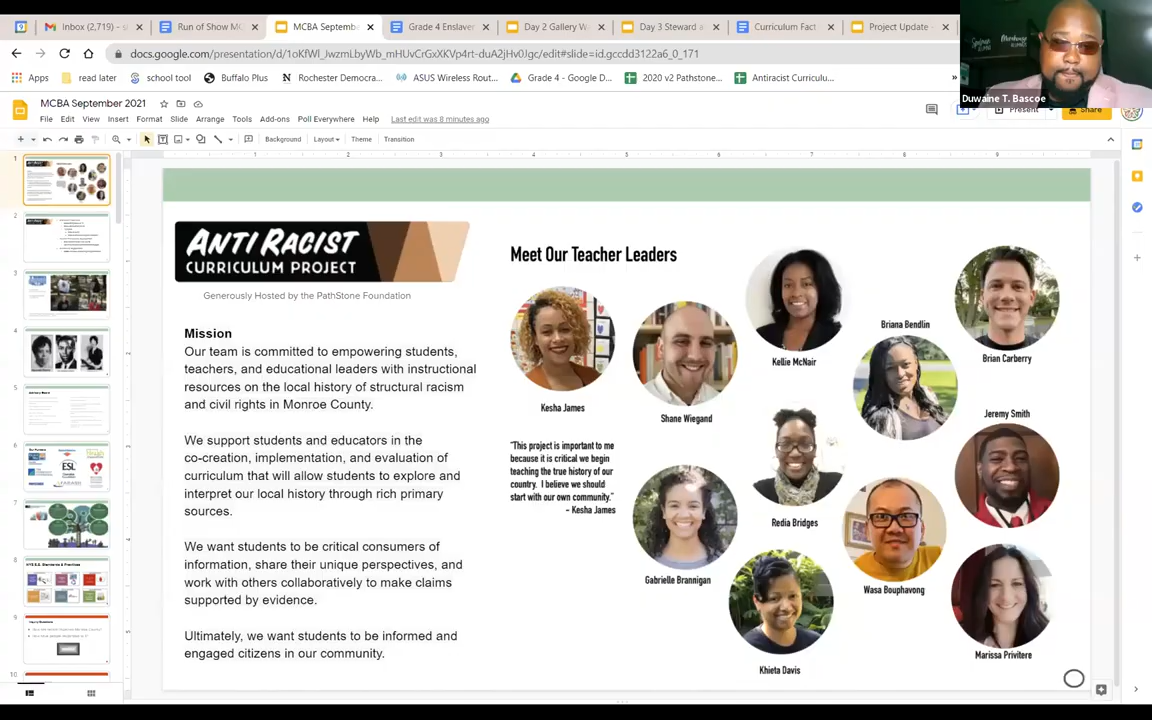 Inbox (2,719) - s
Run of Show MC
MCBA Septemb
Grade 4 Enslaver
Day 2 Gallery W
Day 3 Steward a
Curriculum Fact
Project Update -
docs.google.com/presentation/d/1oKfWl_JwzmLbyWb_mHUvCrGxXKVp4rt-duA2jHv0Jgc/edit#slide=id.gccdd3122a6_0_171
Apps
read later
school tool
Buffalo Plus
Rochester Democra...
ASUS Wireless Rout...
Grade 4 - Google D...
2020 v2 Pathstone...
Antiracist Curriculu...
Duwaine T. Bascoe
MCBA September 2021
File Edit View Insert Format Slide Arrange Tools Add-ons Poll Everywhere Help Last edit was 8 minutes ago
Present
Share
Background Layout Theme Transition
ANTI RACIST
CURRICULUM PROJECT
Generously Hosted by the PathStone Foundation
Mission
Our team is committed to empowering students,
teachers, and educational leaders with instructional
resources on the local history of structural racism
and civil rights in Monroe County.
We support students and educators in the
co-creation, implementation, and evaluation of
curriculum that will allow students to explore and
interpret our local history through rich primary
sources.
We want students to be critical consumers of
information, share their unique perspectives, and
work with others collaboratively to make claims
supported by evidence.
Ultimately, we want students to be informed and
engaged citizens in our community.
Meet Our Teacher Leaders
Kesha James
Shane Wiegand
Kellie McNair
Briana Bendlin
Brian Carberry
Jeremy Smith
"This project is important to me
because it is critical we begin
teaching the true history of our
country. I believe we should
start with our own community."
- Kesha James
Redia Bridges
Gabrielle Brannigan
Wasa Bouphavong
Khieta Davis
Marissa Privitere